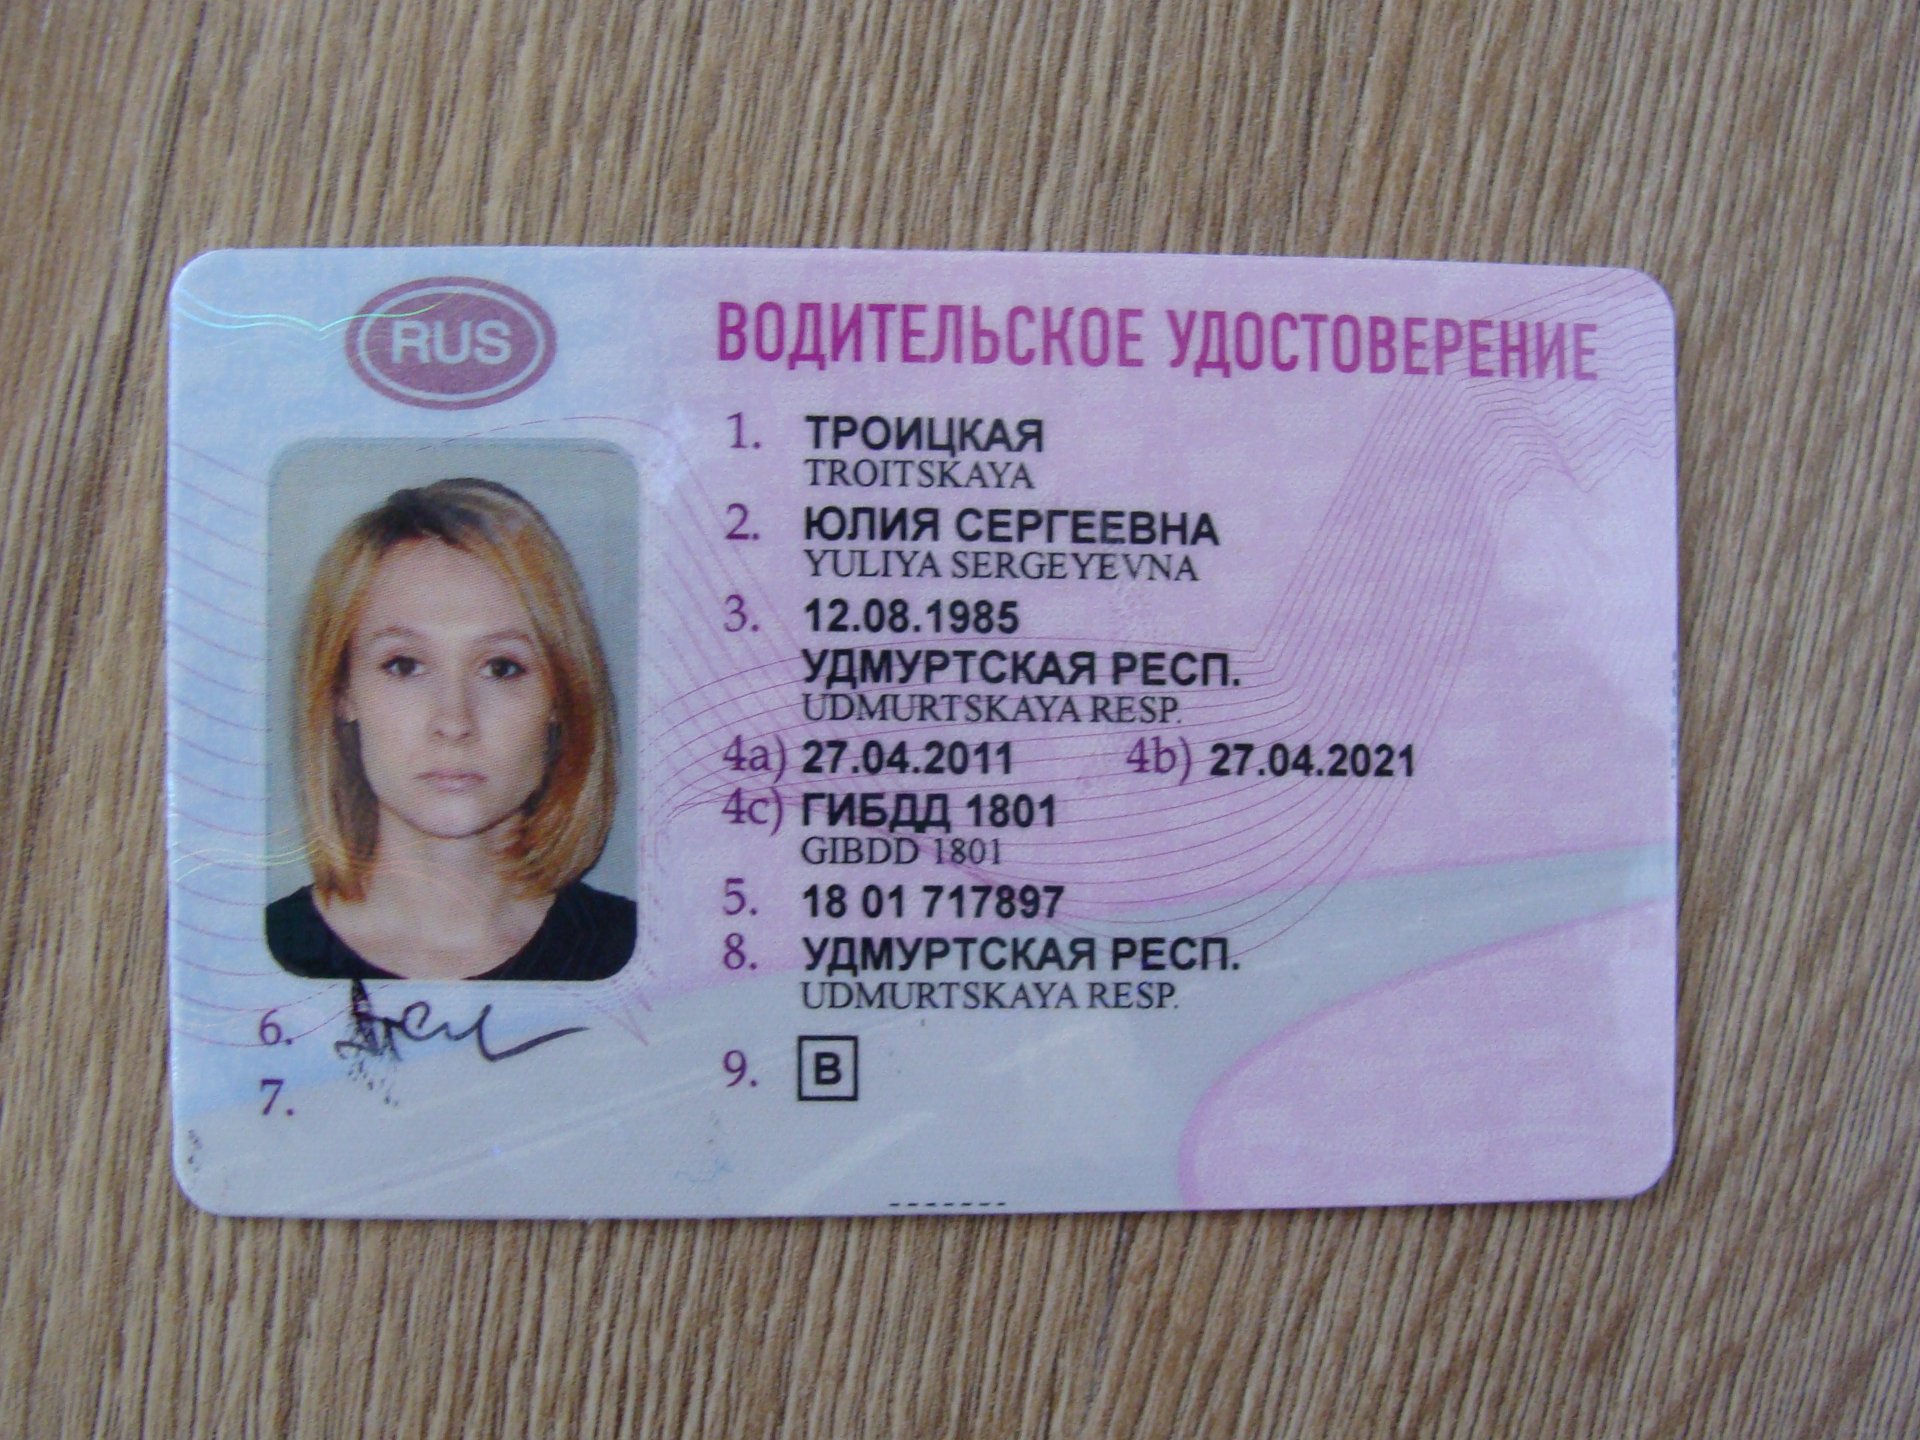 RUS
ВОДИТЕЛЬСКОЕ УДОСТОВЕРЕНИЕ
1. ТРОИЦКАЯ
TROITSKAYA
2. ЮЛИЯ СЕРГЕЕВНА
YULIYA SERGEYEVNA
3. 12.08.1985
УДМУРТСКАЯ РЕСП.
UDMURTSKAYA RESP.
4a) 27.04.2011 4b) 27.04.2021
4c) ГИБДД 1801
GIBDD 1801
5. 18 01 717897
8. УДМУРТСКАЯ РЕСП.
UDMURTSKAYA RESP.
6.
9. B
7.